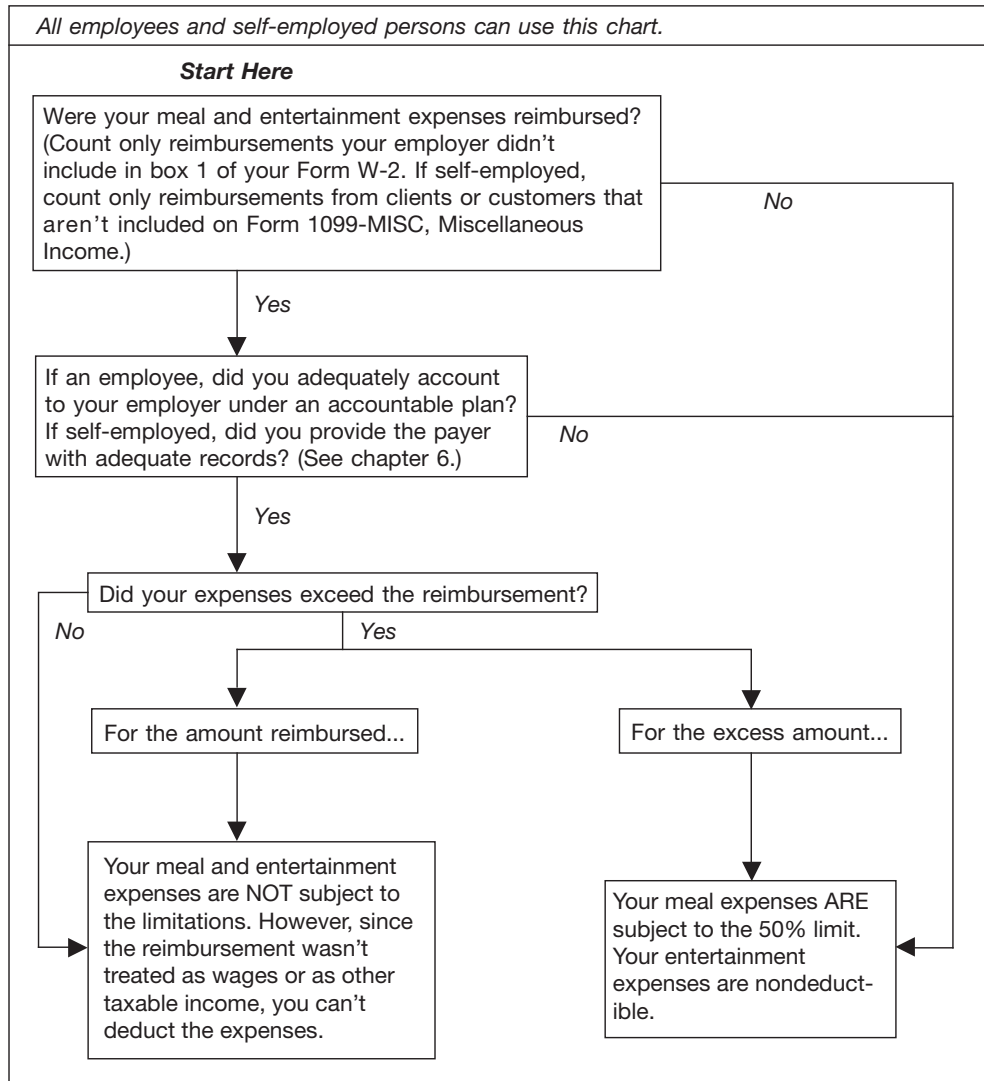 All employees and self-employed persons can use this chart.
Start Here
Were your meal and entertainment expenses reimbursed?
(Count only reimbursements your employer didn't
include in box 1 of your Form W-2. If self-employed,
count only reimbursements from clients or customers that
aren't included on Form 1099-MISC, Miscellaneous
Income.)
No
Yes
If an employee, did you adequately account
to your employer under an accountable plan?
If self-employed, did you provide the payer
with adequate records? (See chapter 6.)
No
Yes
Did your expenses exceed the reimbursement?
No
Yes
For the amount reimbursed...
For the excess amount...
Your meal and entertainment
expenses are NOT subject to
the limitations. However, since
the reimbursement wasn't
treated as wages or as other
taxable income, you can't
deduct the expenses.
Your meal expenses ARE
subject to the 50% limit.
Your entertainment
expenses are nondeduct-
ible.